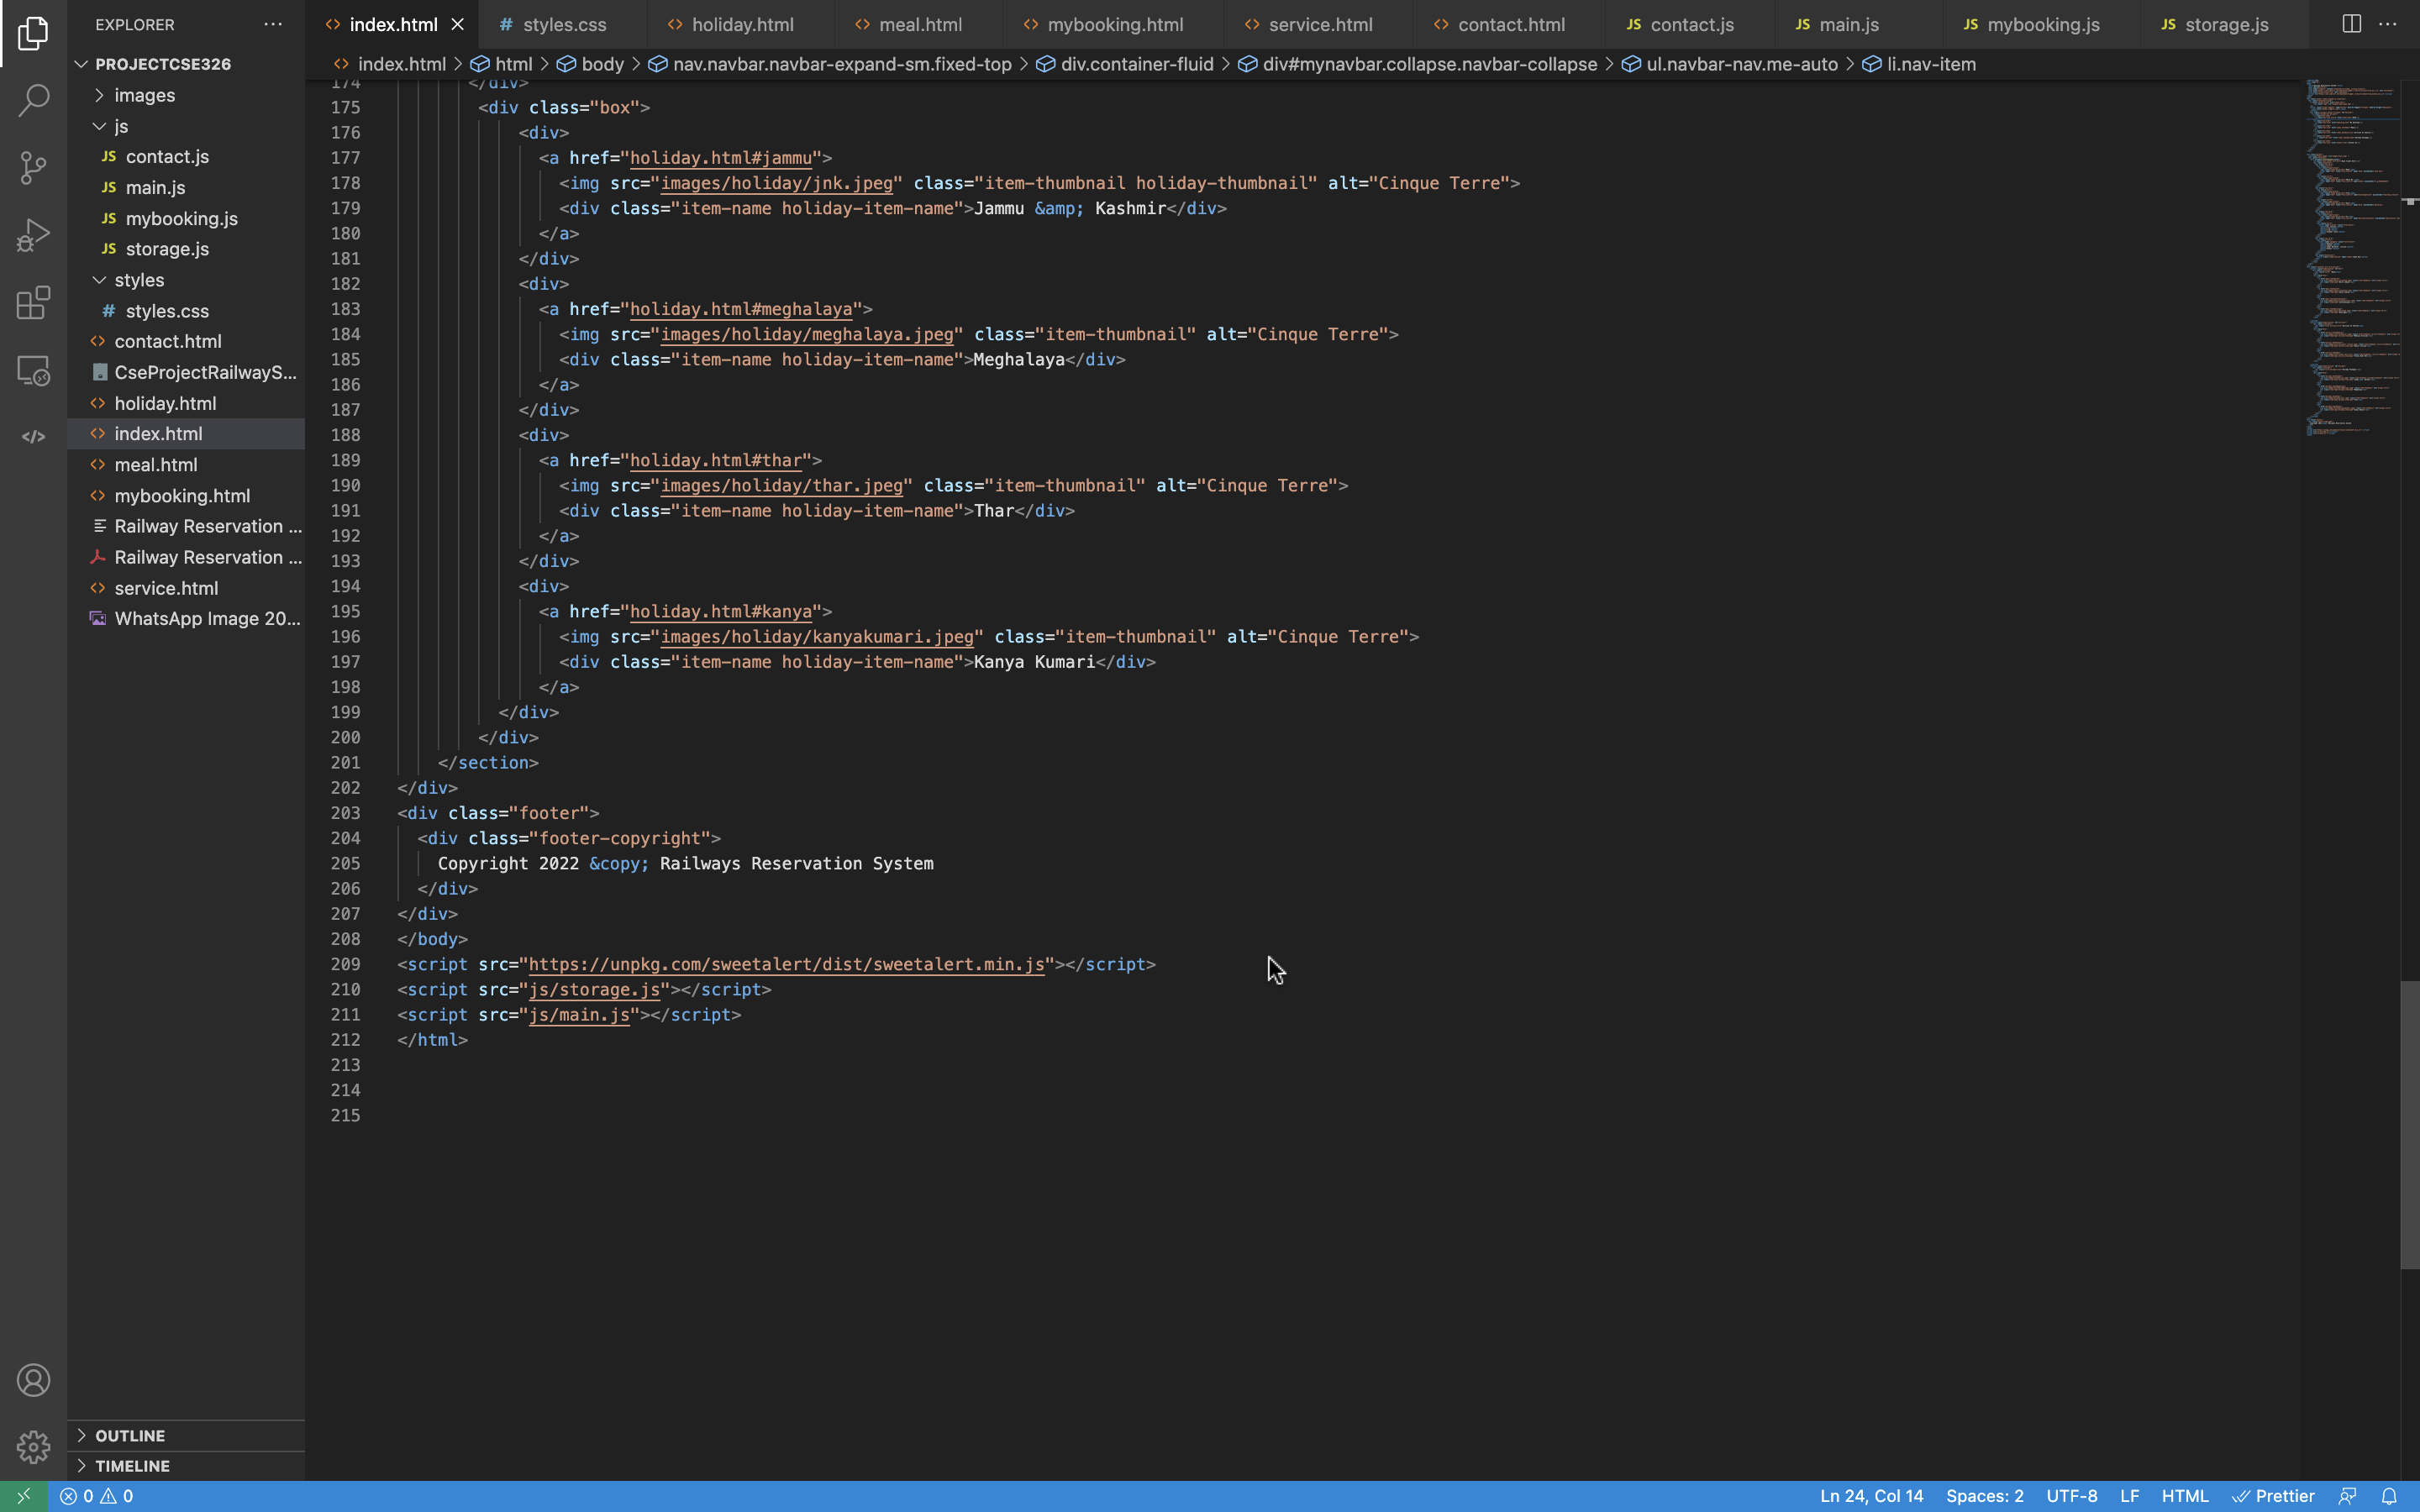 EXPLORER
index.html
styles.css
holiday.html
meal.html
mybooking.html
service.html
contact.html
JS contact.js
JS main.js
JS mybooking.js
JS storage.js
PROJECTCSE326
images
js
JS contact.js
JS main.js
JS mybooking.js
JS storage.js
styles
# styles.css
contact.html
CseProjectRailwayS...
holiday.html
index.html
meal.html
mybooking.html
Railway Reservation ...
Railway Reservation ...
service.html
WhatsApp Image 20...
OUTLINE
TIMELINE
index.html > html > body > nav.navbar.navbar-expand-sm.fixed-top > div.container-fluid > div#mynavbar.collapse.navbar-collapse > ul.navbar-nav.me-auto > li.nav-item
174 </div>
175 <div class="box">
176 <div>
177 <a href="holiday.html#jammu">
178 <img src="images/holiday/jnk.jpeg" class="item-thumbnail holiday-thumbnail" alt="Cinque Terre">
179 <div class="item-name holiday-item-name">Jammu &amp; Kashmir</div>
180 </a>
181 </div>
182 <div>
183 <a href="holiday.html#meghalaya">
184 <img src="images/holiday/meghalaya.jpeg" class="item-thumbnail" alt="Cinque Terre">
185 <div class="item-name holiday-item-name">Meghalaya</div>
186 </a>
187 </div>
188 <div>
189 <a href="holiday.html#thar">
190 <img src="images/holiday/thar.jpeg" class="item-thumbnail" alt="Cinque Terre">
191 <div class="item-name holiday-item-name">Thar</div>
192 </a>
193 </div>
194 <div>
195 <a href="holiday.html#kanya">
196 <img src="images/holiday/kanyakumari.jpeg" class="item-thumbnail" alt="Cinque Terre">
197 <div class="item-name holiday-item-name">Kanya Kumari</div>
198 </a>
199 </div>
200 </div>
201 </section>
202 </div>
203 <div class="footer">
204 <div class="footer-copyright">
205 Copyright 2022 &copy; Railways Reservation System
206 </div>
207 </div>
208 </body>
209 <script src="https://unpkg.com/sweetalert/dist/sweetalert.min.js"></script>
210 <script src="js/storage.js"></script>
211 <script src="js/main.js"></script>
212 </html>
213
214
215
0 0
Ln 24, Col 14 Spaces: 2 UTF-8 LF HTML Prettier